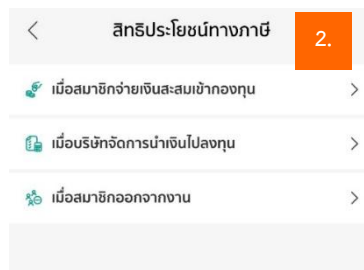 สิทธิประโยชน์ทางภาษี
2.
เมื่อสมาชิกจ่ายเงินสะสมเข้ากองทุน
เมื่อบริษัทจัดการนำเงินไปลงทุน
เมื่อสมาชิกออกจากงาน